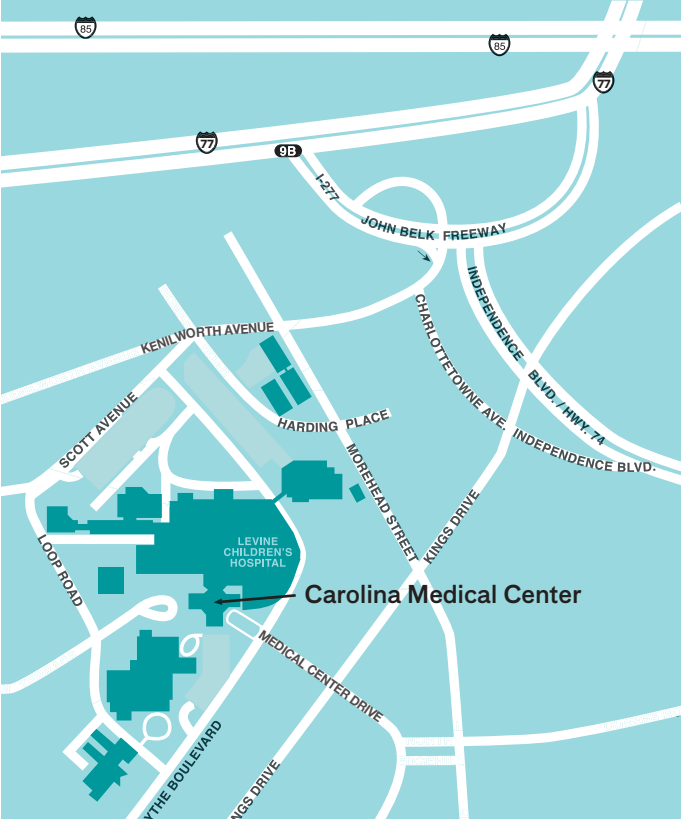 85
85
77
77
9B
I-277
JOHN BELK FREEWAY
INDEPENDENCE BLVD. / HWY. 74
CHARLOTTETOWNE AVE.
INDEPENDENCE BLVD.
KENILWORTH AVENUE
SCOTT AVENUE
HARDING PLACE
MOREHEAD STREET
KINGS DRIVE
LOOP ROAD
LEVINE
CHILDREN'S
HOSPITAL
Carolina Medical Center
MEDICAL CENTER DRIVE
YTHE BOULEVARD
NGS DRIVE